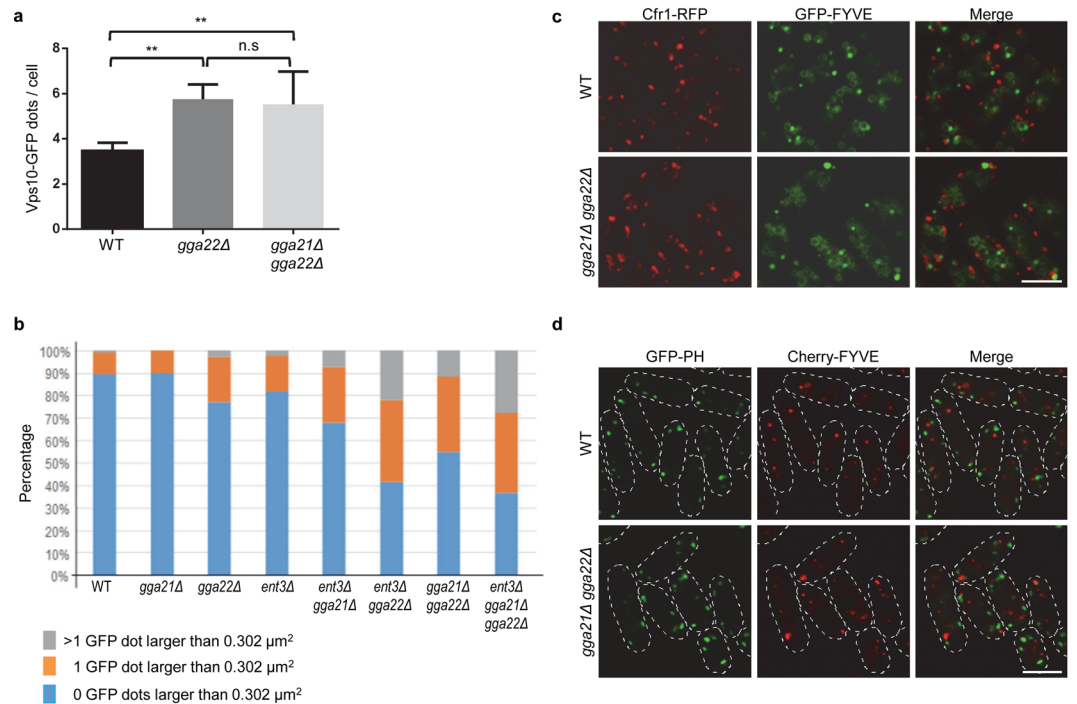 a
**
**
n.s
8
6
4
2
0
Vps10-GFP dots / cell
WT
gga22Δ
gga21Δ
gga22Δ
b
100%
90%
80%
70%
60%
50%
40%
30%
20%
10%
0%
Percentage
WT
gga21Δ
gga22Δ
ent3Δ
ent3Δ
gga21Δ
ent3Δ
gga22Δ
gga21Δ
gga22Δ
ent3Δ
gga21Δ
gga22Δ
>1 GFP dot larger than 0.302 µm²
1 GFP dot larger than 0.302 µm²
0 GFP dots larger than 0.302 µm²
c
Cfr1-RFP
GFP-FYVE
Merge
WT
gga21Δ gga22Δ
d
GFP-PH
Cherry-FYVE
Merge
WT
gga21Δ gga22Δ